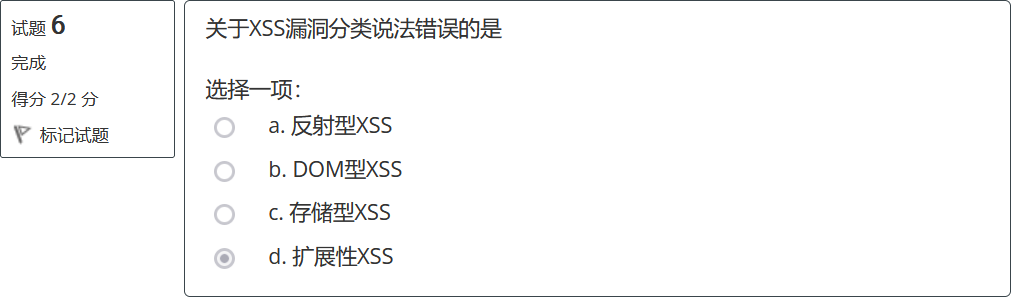 试题 6
完成
得分 2/2 分
标记试题
关于XSS漏洞分类说法错误的是
选择一项：
a. 反射型XSS
b. DOM型XSS
c. 存储型XSS
d. 扩展性XSS